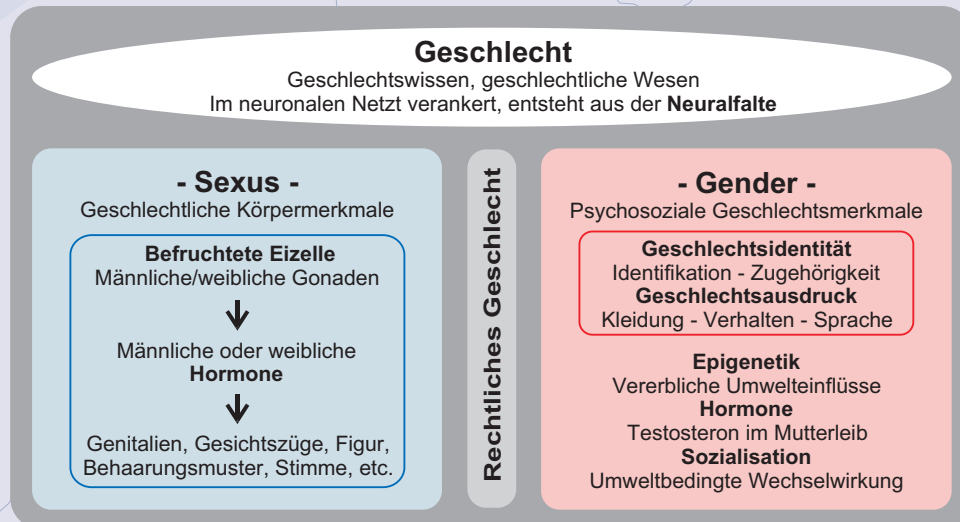 Geschlecht
Geschlechtswissen, geschlechtliche Wesen
Im neuronalen Netzt verankert, entsteht aus der Neuralfalte
- Sexus -
Geschlechtliche Körpermerkmale
Befruchtete Eizelle
Männliche/weibliche Gonaden
Männliche oder weibliche
Hormone
Genitalien, Gesichtszüge, Figur,
Behaarungsmuster, Stimme, etc.
Rechtliches Geschlecht
- Gender -
Psychosoziale Geschlechtsmerkmale
Geschlechtsidentität
Identifikation - Zugehörigkeit
Geschlechtsausdruck
Kleidung - Verhalten - Sprache
Epigenetik
Vererbliche Umwelteinflüsse
Hormone
Testosteron im Mutterleib
Sozialisation
Umweltbedingte Wechselwirkung